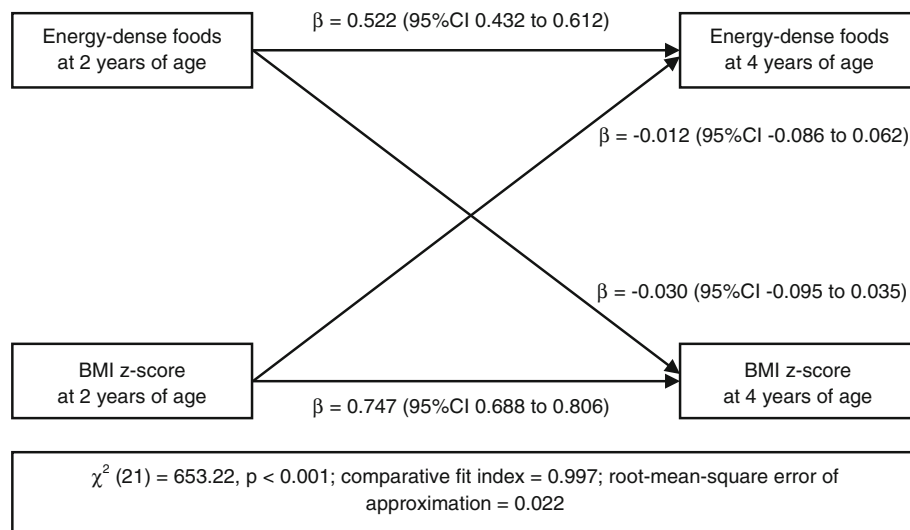 β = 0.522 (95%CI 0.432 to 0.612)
Energy-dense foods
at 2 years of age
Energy-dense foods
at 4 years of age
β = -0.012 (95%CI -0.086 to 0.062)
β = -0.030 (95%CI -0.095 to 0.035)
BMI z-score
at 2 years of age
BMI z-score
at 4 years of age
β = 0.747 (95%CI 0.688 to 0.806)
χ² (21) = 653.22, p < 0.001; comparative fit index = 0.997; root-mean-square error of
approximation = 0.022